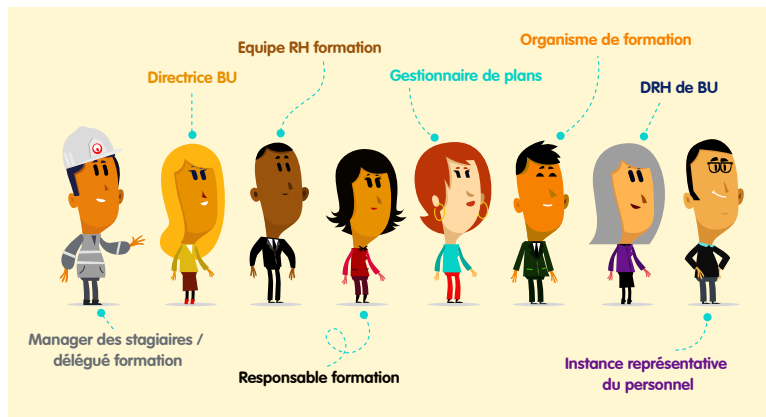 Organisme de formation
Equipe RH formation
Directrice BU
Gestionnaire de plans
DRH de BU
Manager des stagiaires /
délégué formation
Responsable formation
Instance représentative
du personnel